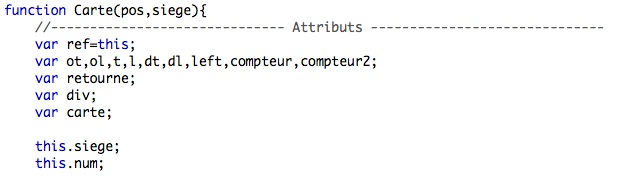 function Carte(pos,siege){
    //---------------------------- Attributs ----------------------------
    var ref=this;
    var ot,ol,t,l,dt,dl,left,compteur,compteur2;
    var retourne;
    var div;
    var carte;

    this.siege;
    this.num;